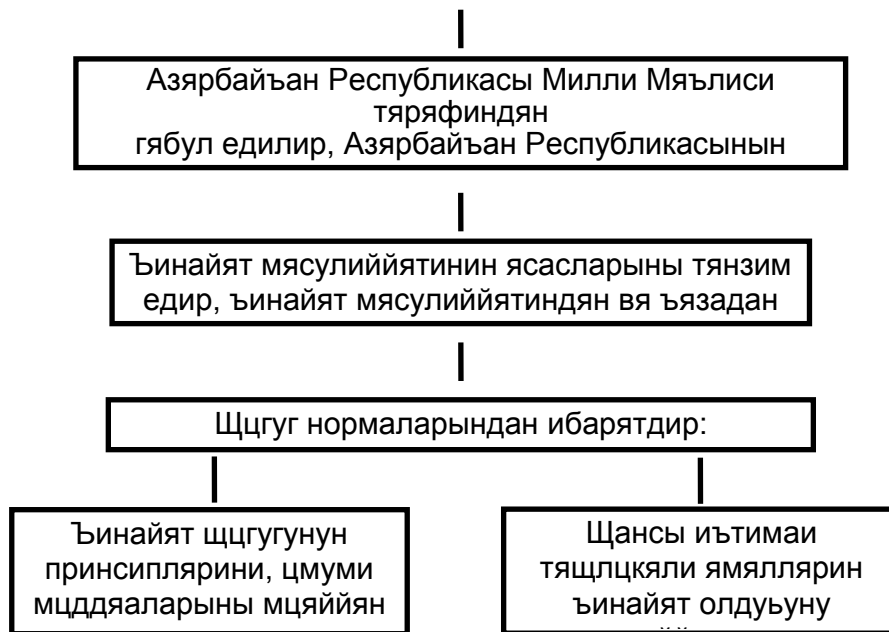 Азярбайъан Республикасы Милли Мяълиси
тяряфиндян
гябул едилир, Азярбайъан Республикасынын
Ъинайят мясулиййятинин ясасларыны тянзим
едир, ъинайят мясулиййятиндян вя ъязадан
Щцгуг нормаларындан ибарятдир:
Ъинайят щцгугунун
принсиплярини, цмуми
мцддяаларыны мцяййян
Щансы иътимаи
тящлцкяли ямяллярин
ъинайят олдуьуну